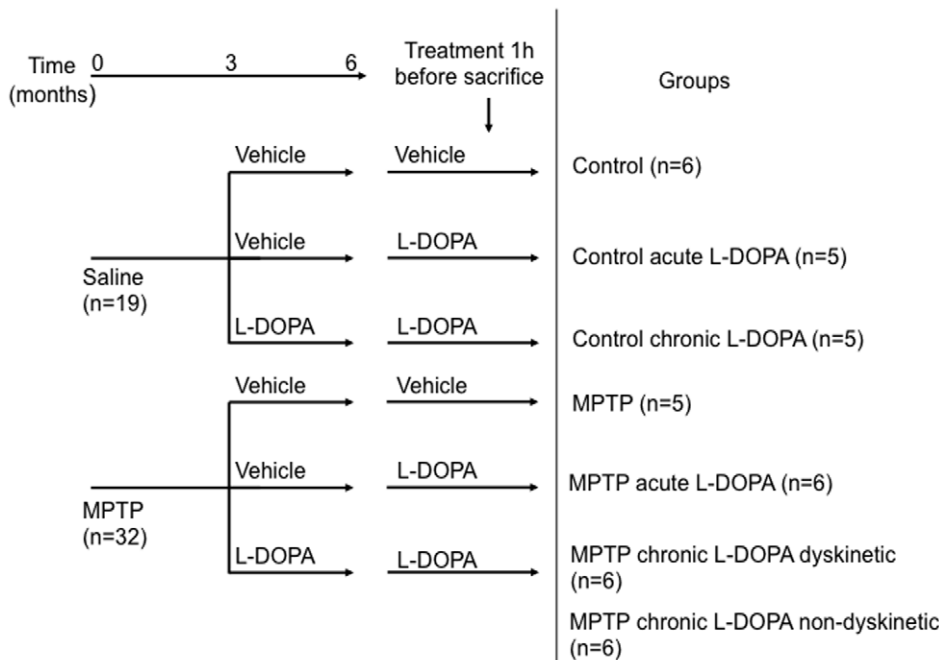 Time
(months)
0
3
6
Treatment 1h
before sacrifice
Groups
Vehicle
Vehicle
Control (n=6)
Vehicle
L-DOPA
Control acute L-DOPA (n=5)
Saline
(n=19)
L-DOPA
L-DOPA
Control chronic L-DOPA (n=5)
Vehicle
Vehicle
MPTP (n=5)
Vehicle
L-DOPA
MPTP acute L-DOPA (n=6)
MPTP
(n=32)
L-DOPA
L-DOPA
MPTP chronic L-DOPA dyskinetic
(n=6)
MPTP chronic L-DOPA non-dyskinetic
(n=6)